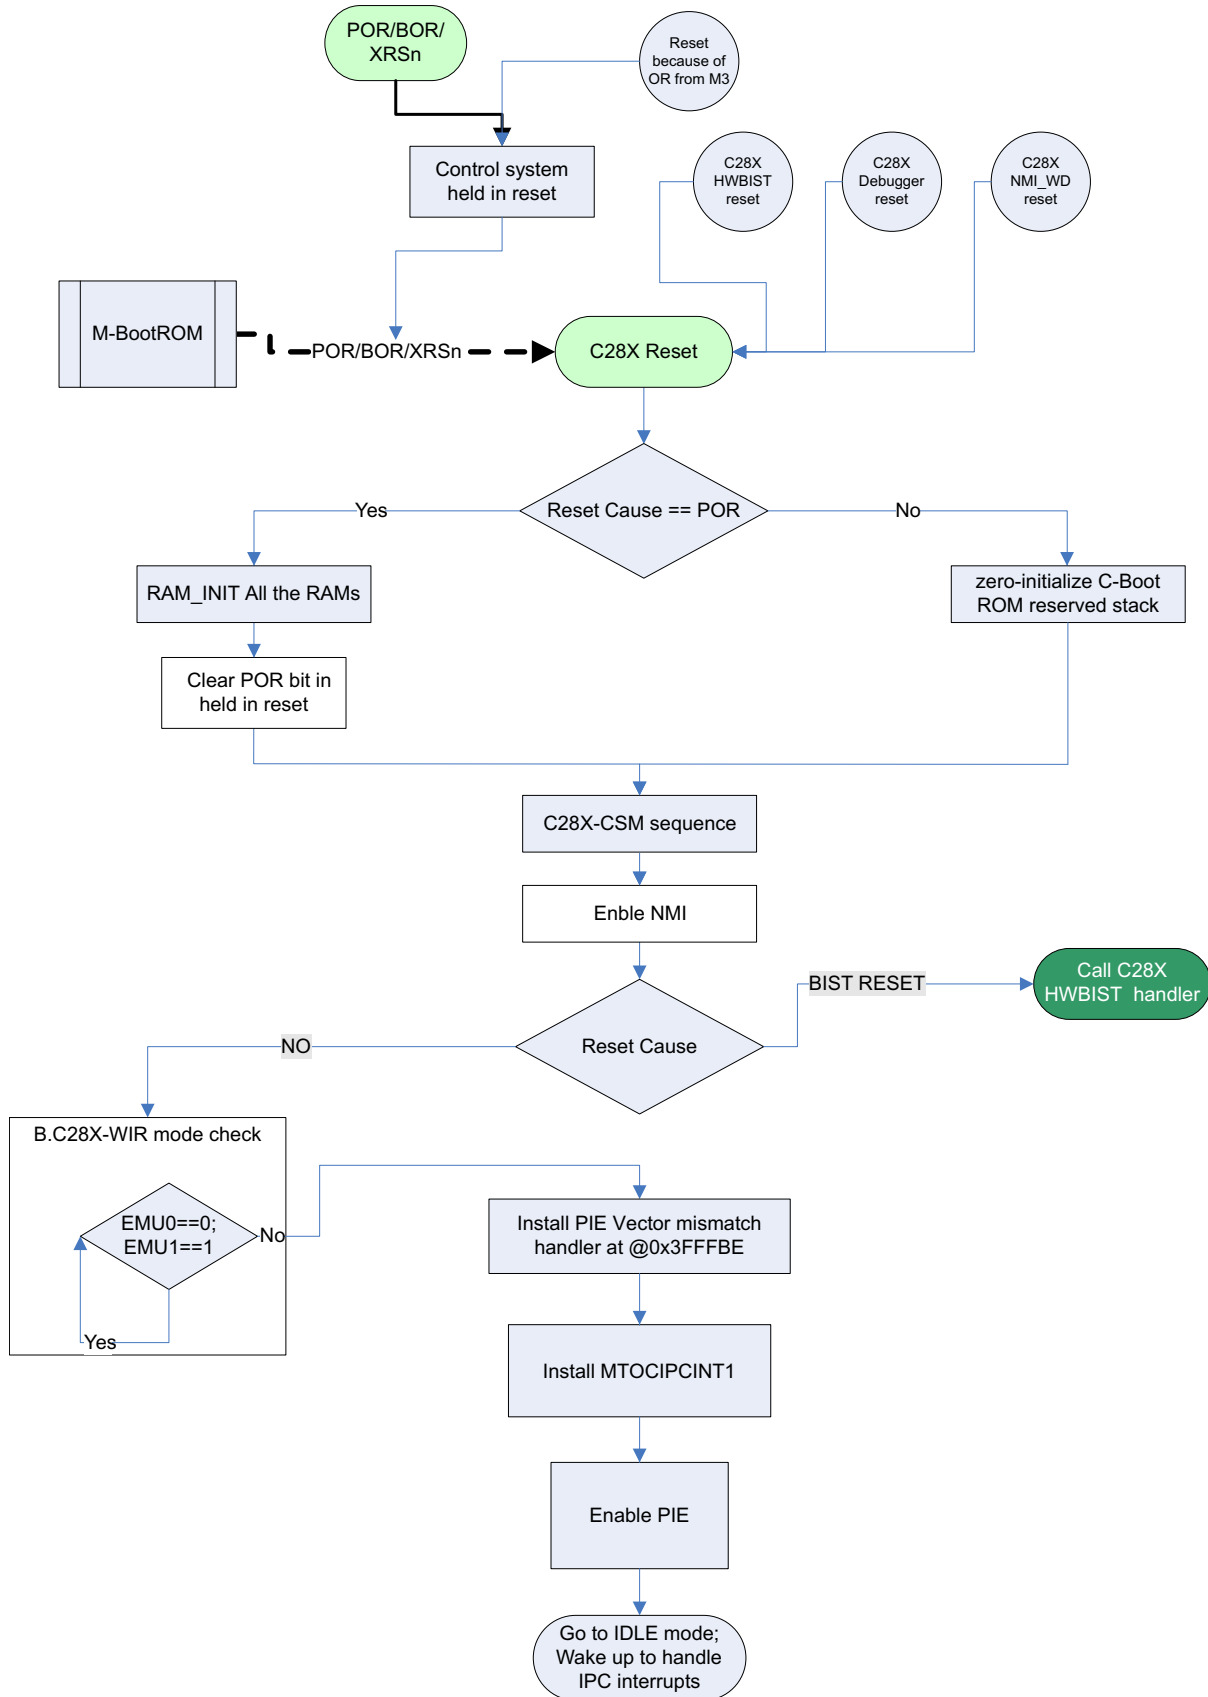 POR/BOR/
XRSn
Reset
because of
OR from M3
Control system
held in reset
C28X
HWBIST
reset
C28X
Debugger
reset
C28X
NMI_WD
reset
M-BootROM
POR/BOR/XRSn
C28X Reset
Reset Cause == POR
Yes
No
RAM_INIT All the RAMs
zero-initialize C-Boot
ROM reserved stack
Clear POR bit in
held in reset
C28X-CSM sequence
Enble NMI
BIST RESET
Call C28X
HWBIST handler
Reset Cause
NO
B.C28X-WIR mode check
EMU0==0;
EMU1==1
No
Yes
Install PIE Vector mismatch
handler at @0x3FFFBE
Install MTOCIPCINT1
Enable PIE
Go to IDLE mode;
Wake up to handle
IPC interrupts